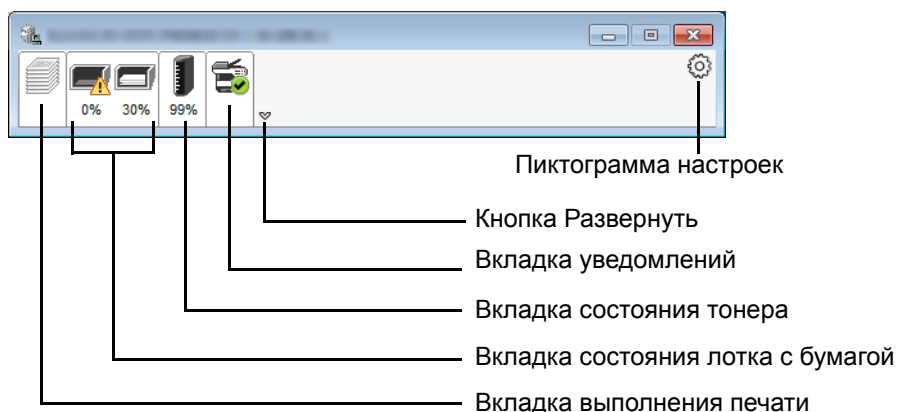 0% 30% 99%
Пиктограмма настроек
Кнопка Развернуть
Вкладка уведомлений
Вкладка состояния тонера
Вкладка состояния лотка с бумагой
Вкладка выполнения печати